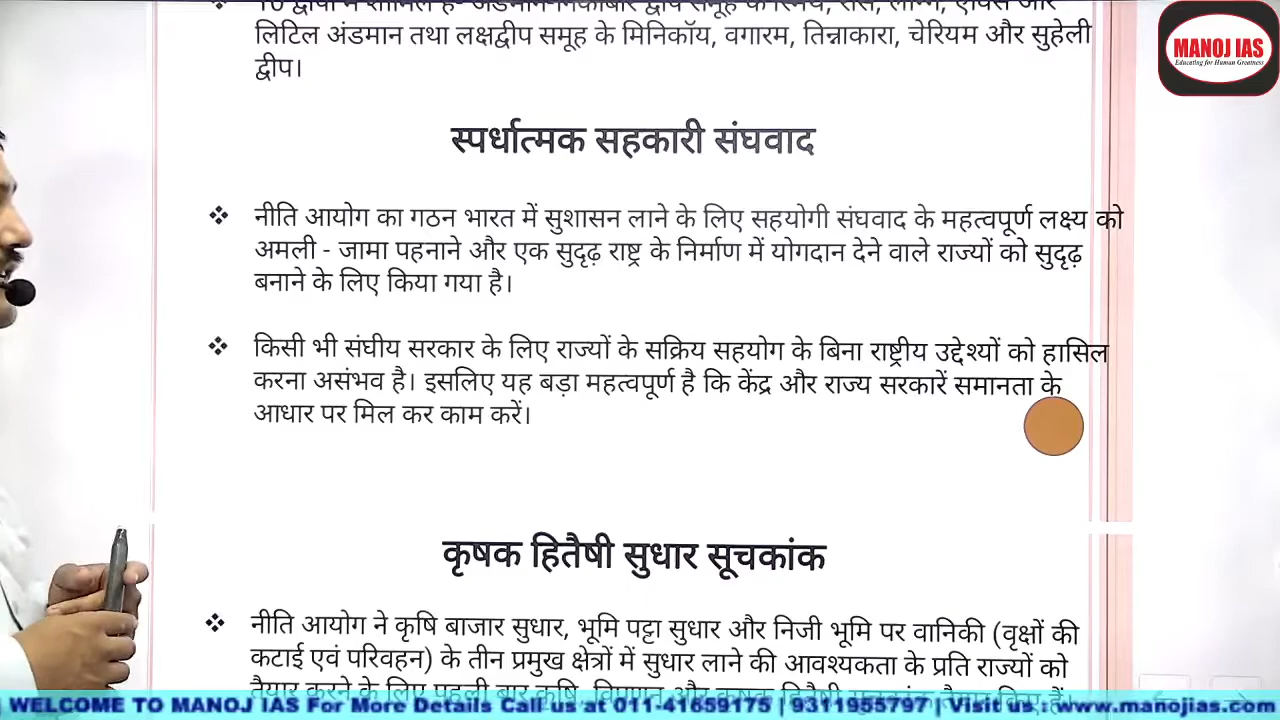 लिटिल अंडमान तथा लक्षद्वीप समूह के मिनिकॉय, वगारम, तिन्नाकारा, चेरियम और सुहेली
द्वीप।
MANOJ IAS
Educating for Human Greatness
स्पर्धात्मक सहकारी संघवाद
❖ नीति आयोग का गठन भारत में सुशासन लाने के लिए सहयोगी संघवाद के महत्वपूर्ण लक्ष्य को
अमली - जामा पहनाने और एक सुदृढ़ राष्ट्र के निर्माण में योगदान देने वाले राज्यों को सुदृढ़
बनाने के लिए किया गया है।
❖ किसी भी संघीय सरकार के लिए राज्यों के सक्रिय सहयोग के बिना राष्ट्रीय उद्देश्यों को हासिल
करना असंभव है। इसलिए यह बड़ा महत्वपूर्ण है कि केंद्र और राज्य सरकारें समानता के
आधार पर मिल कर काम करें।
कृषक हितैषी सुधार सूचकांक
❖ नीति आयोग ने कृषि बाजार सुधार, भूमि पट्टा सुधार और निजी भूमि पर वानिकी (वृक्षों की
कटाई एवं परिवहन) के तीन प्रमुख क्षेत्रों में सुधार लाने की आवश्यकता के प्रति राज्यों को
WELCOME TO MANOJ IAS For More Details Call us at 011-41659175 | 9311955797 | Visit us : www.manojias.com